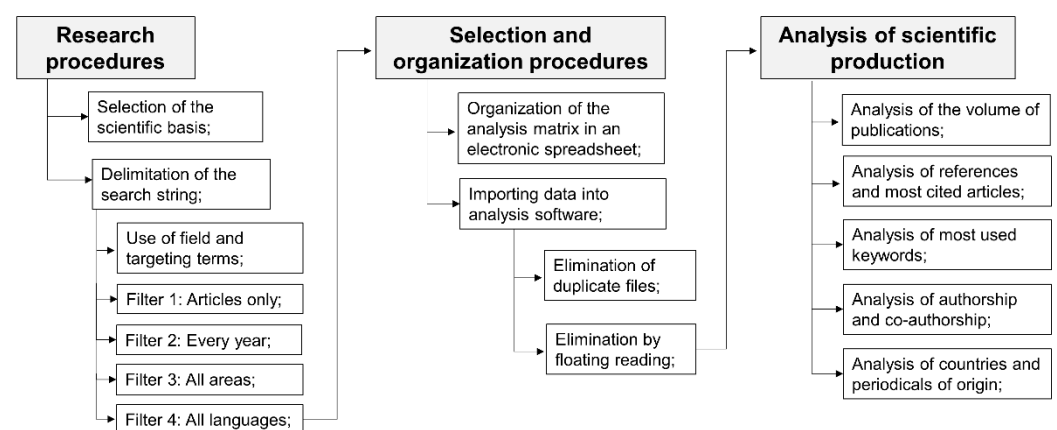 Research
procedures
Selection of the
scientific basis;
Delimitation of the
search string;
Use of field and
targeting terms;
Filter 1: Articles only;
Filter 2: Every year;
Filter 3: All areas;
Filter 4: All languages;
Selection and
organization procedures
Organization of the
analysis matrix in an
electronic spreadsheet;
Importing data into
analysis software;
Elimination of
duplicate files;
Elimination by
floating reading;
Analysis of scientific
production
Analysis of the volume of
publications;
Analysis of references
and most cited articles;
Analysis of most used
keywords;
Analysis of authorship
and co-authorship;
Analysis of countries and
periodicals of origin;